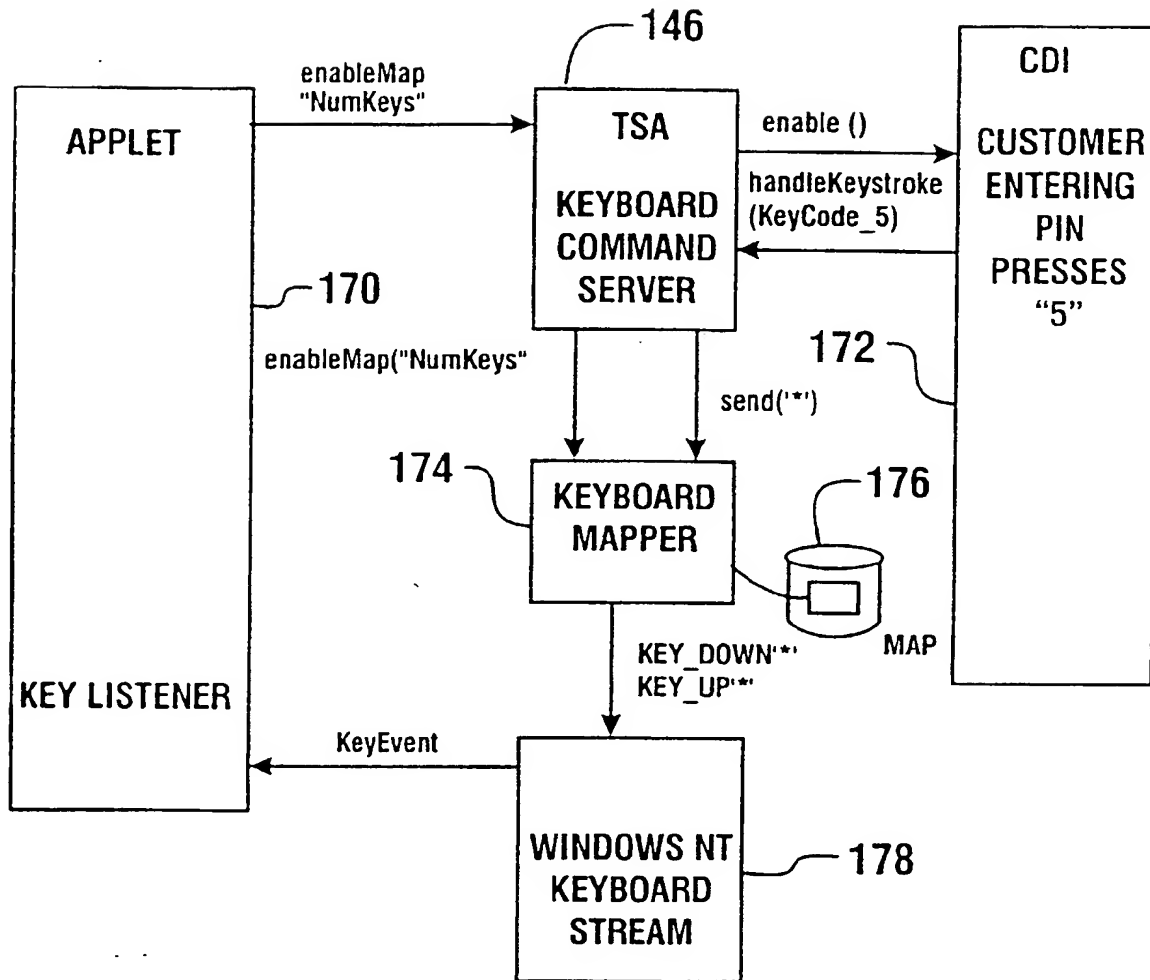 146
enableMap
"NumKeys"
APPLET
TSA
KEYBOARD
COMMAND
SERVER
enable ()
handleKeystroke
(KeyCode_5)
CDI
CUSTOMER
ENTERING
PIN
PRESSES
“5”
170
172
enableMap("NumKeys"
send('*')
174
KEYBOARD
MAPPER
176
MAP
KEY_DOWN'*'
KEY_UP'*'
KEY LISTENER
KeyEvent
WINDOWS NT
KEYBOARD
STREAM
178